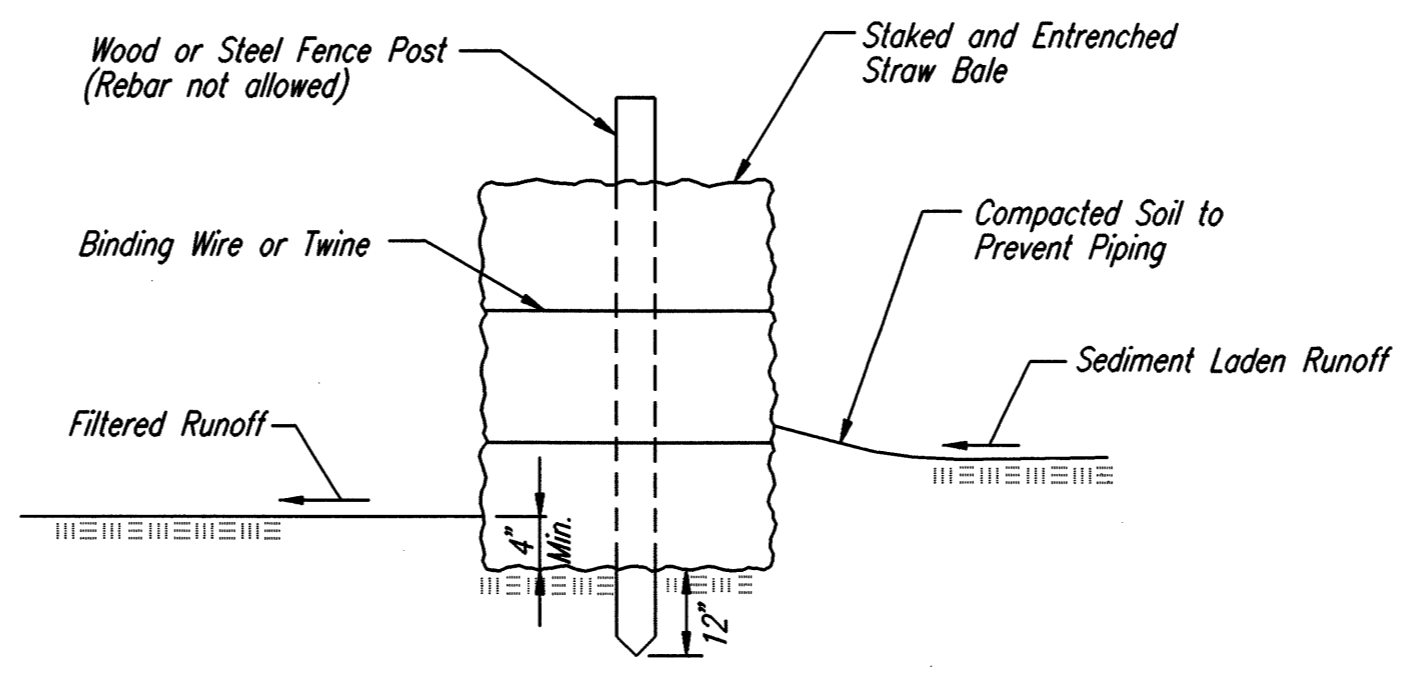 Wood or Steel Fence Post
(Rebar not allowed)
Staked and Entrenched
Straw Bale
Binding Wire or Twine
Compacted Soil to
Prevent Piping
Sediment Laden Runoff
Filtered Runoff
4"
Min.
12"